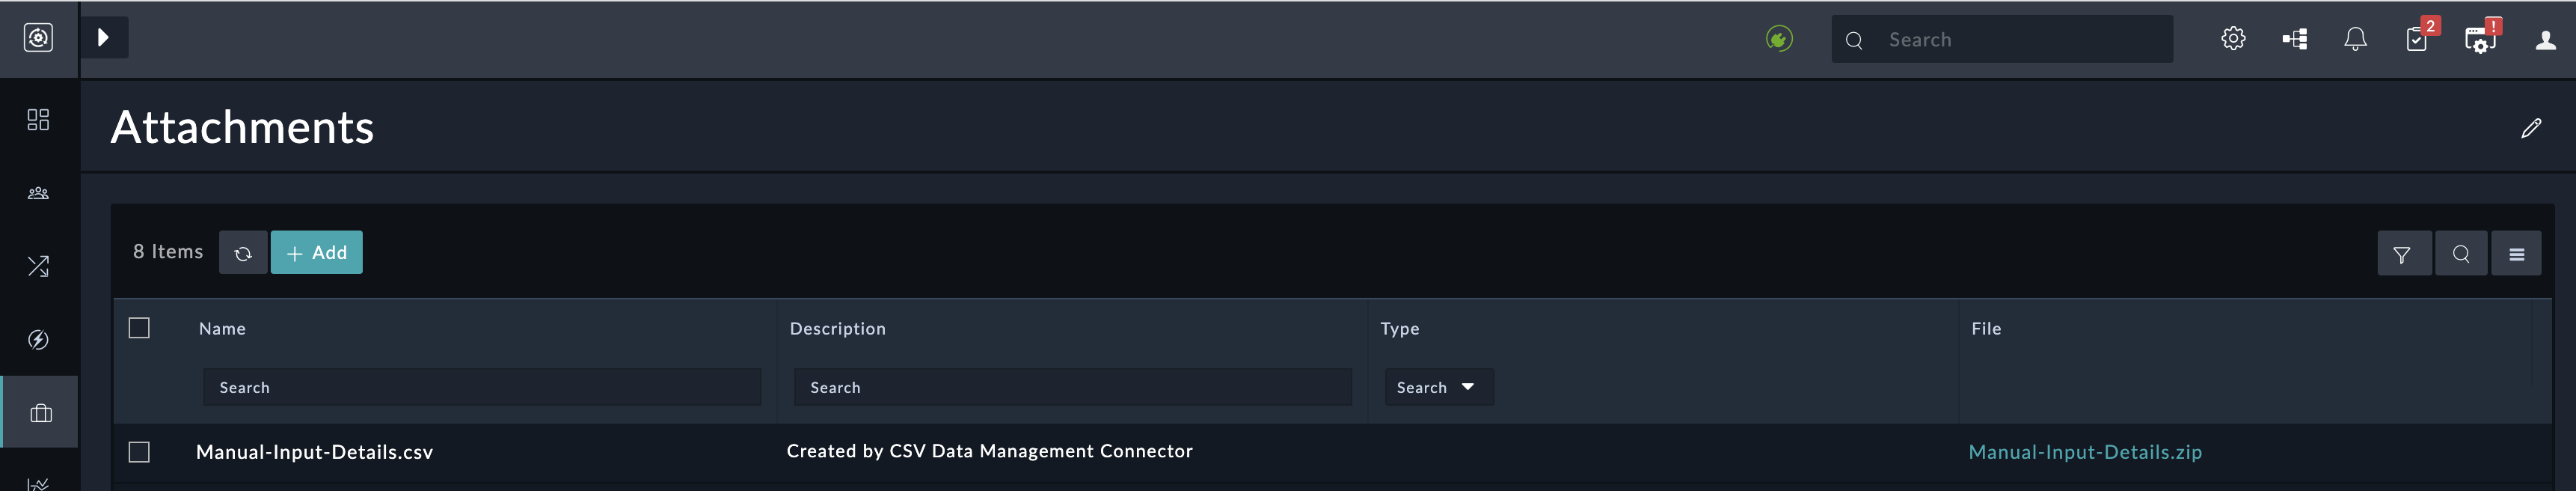 Search
2
!
Attachments
8 Items
Add
Name
Description
Type
File
Search
Search
Search
Manual-Input-Details.csv
Created by CSV Data Management Connector
Manual-Input-Details.zip